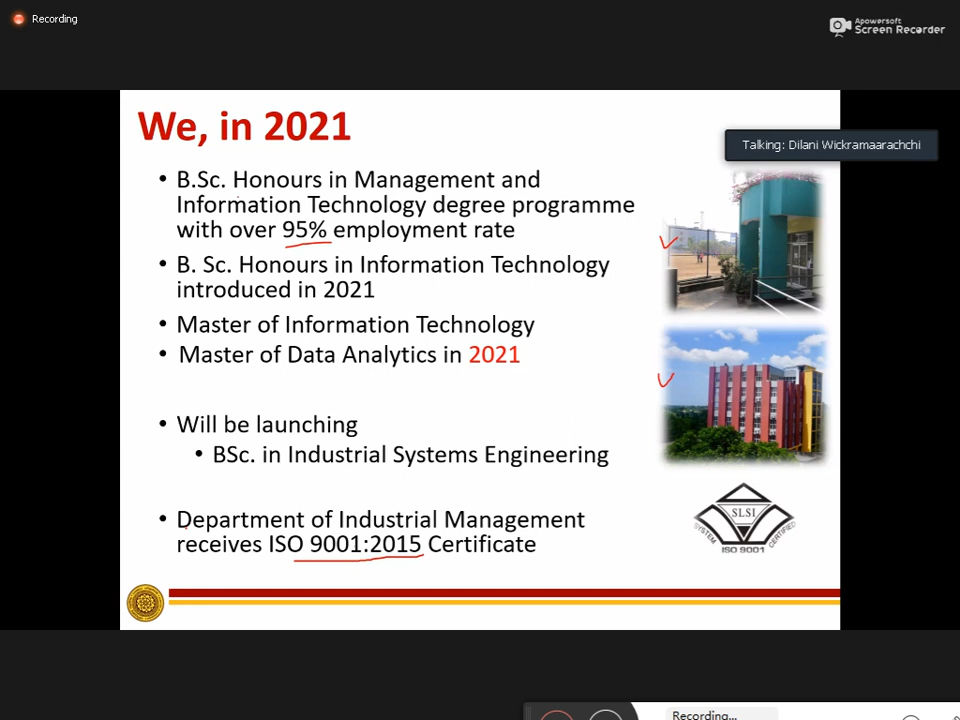 Recording
Apowersoft
Screen Recorder
We, in 2021
Talking: Dilani Wickramaarachchi
• B.Sc. Honours in Management and
Information Technology degree programme
with over 95% employment rate
• B. Sc. Honours in Information Technology
introduced in 2021
• Master of Information Technology
• Master of Data Analytics in 2021
• Will be launching
• BSc. in Industrial Systems Engineering
• Department of Industrial Management
receives ISO 9001:2015 Certificate
SLSI
SYSTEM CERTIFIED
ISO 9001
Recording...